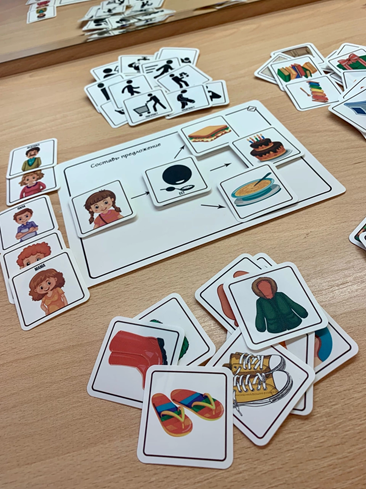 Составь предложение